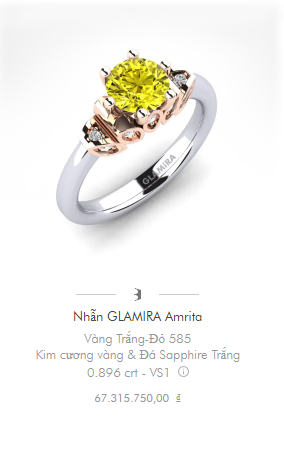 GLAMIRA
Nhẫn GLAMIRA Amrita
Vàng Trắng-Đỏ 585
Kim cương vàng & Đá Sapphire Trắng
0.896 crt - VS1
67.315.750,00 ₫